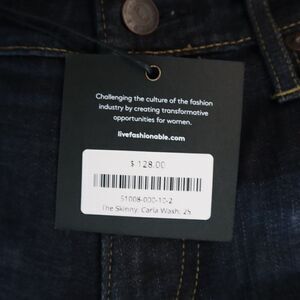 Challenging the culture of the fashion
industry by creating transformative
opportunities for women.
livefashionable.com
$ 128.00
51008-000-10-2
The Skinny, Carla Wash, 25